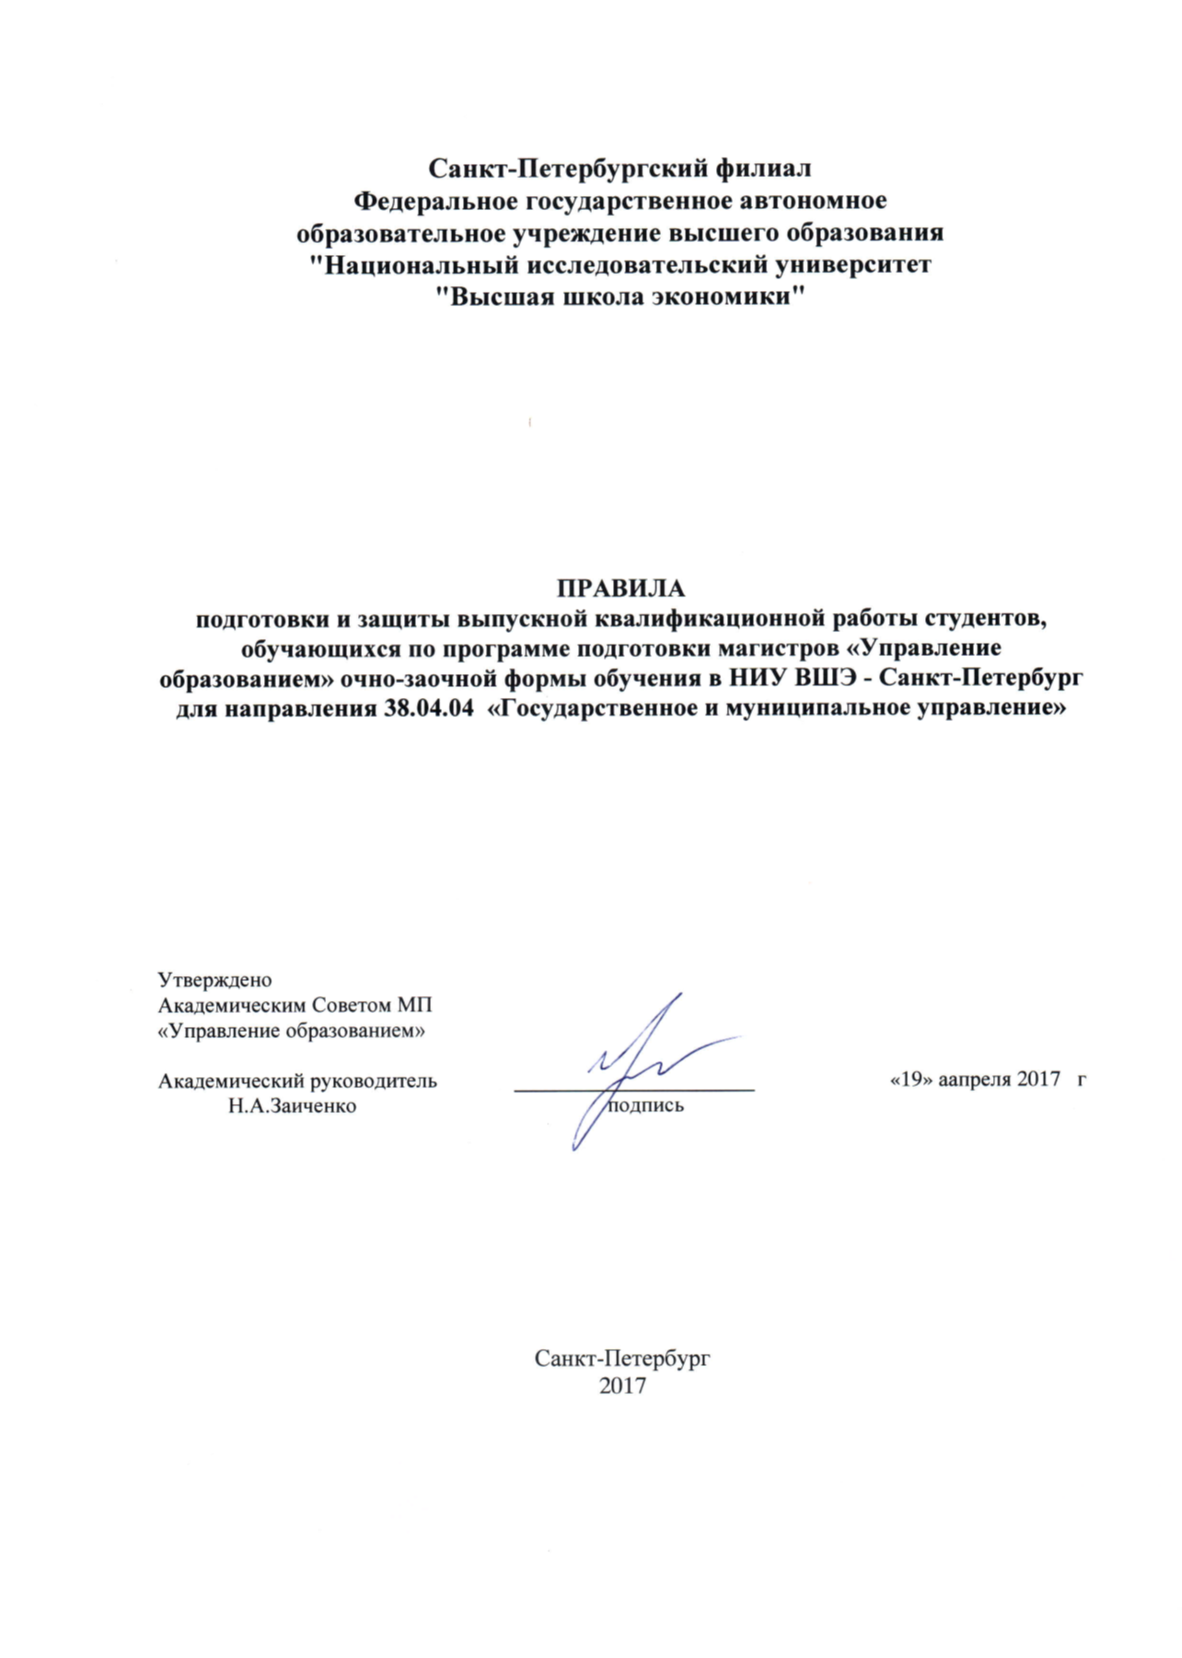 Санкт-Петербургский филиал
Федеральное государственное автономное
образовательное учреждение высшего образования
"Национальный исследовательский университет
"Высшая школа экономики"
ПРАВИЛА
подготовки и защиты выпускной квалификационной работы студентов,
обучающихся по программе подготовки магистров «Управление
образованием» очно-заочной формы обучения в НИУ ВШЭ - Санкт-Петербург
для направления 38.04.04 «Государственное и муниципальное управление»
Утверждено
Академическим Советом МП
«Управление образованием»
Академический руководитель «19» аапреля 2017 г
Н.А.Заиченко подпись
Санкт-Петербург
2017